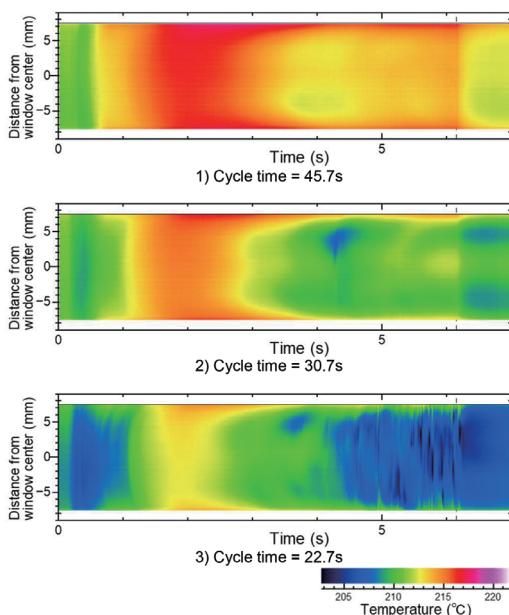 Distance from
window center (mm)
5
0
−5
0
5
Time (s)
1) Cycle time = 45.7s
Distance from
window center (mm)
5
0
−5
0
5
Time (s)
2) Cycle time = 30.7s
Distance from
window center (mm)
5
0
−5
0
5
Time (s)
3) Cycle time = 22.7s
205 210 215 220
Temperature (°C)